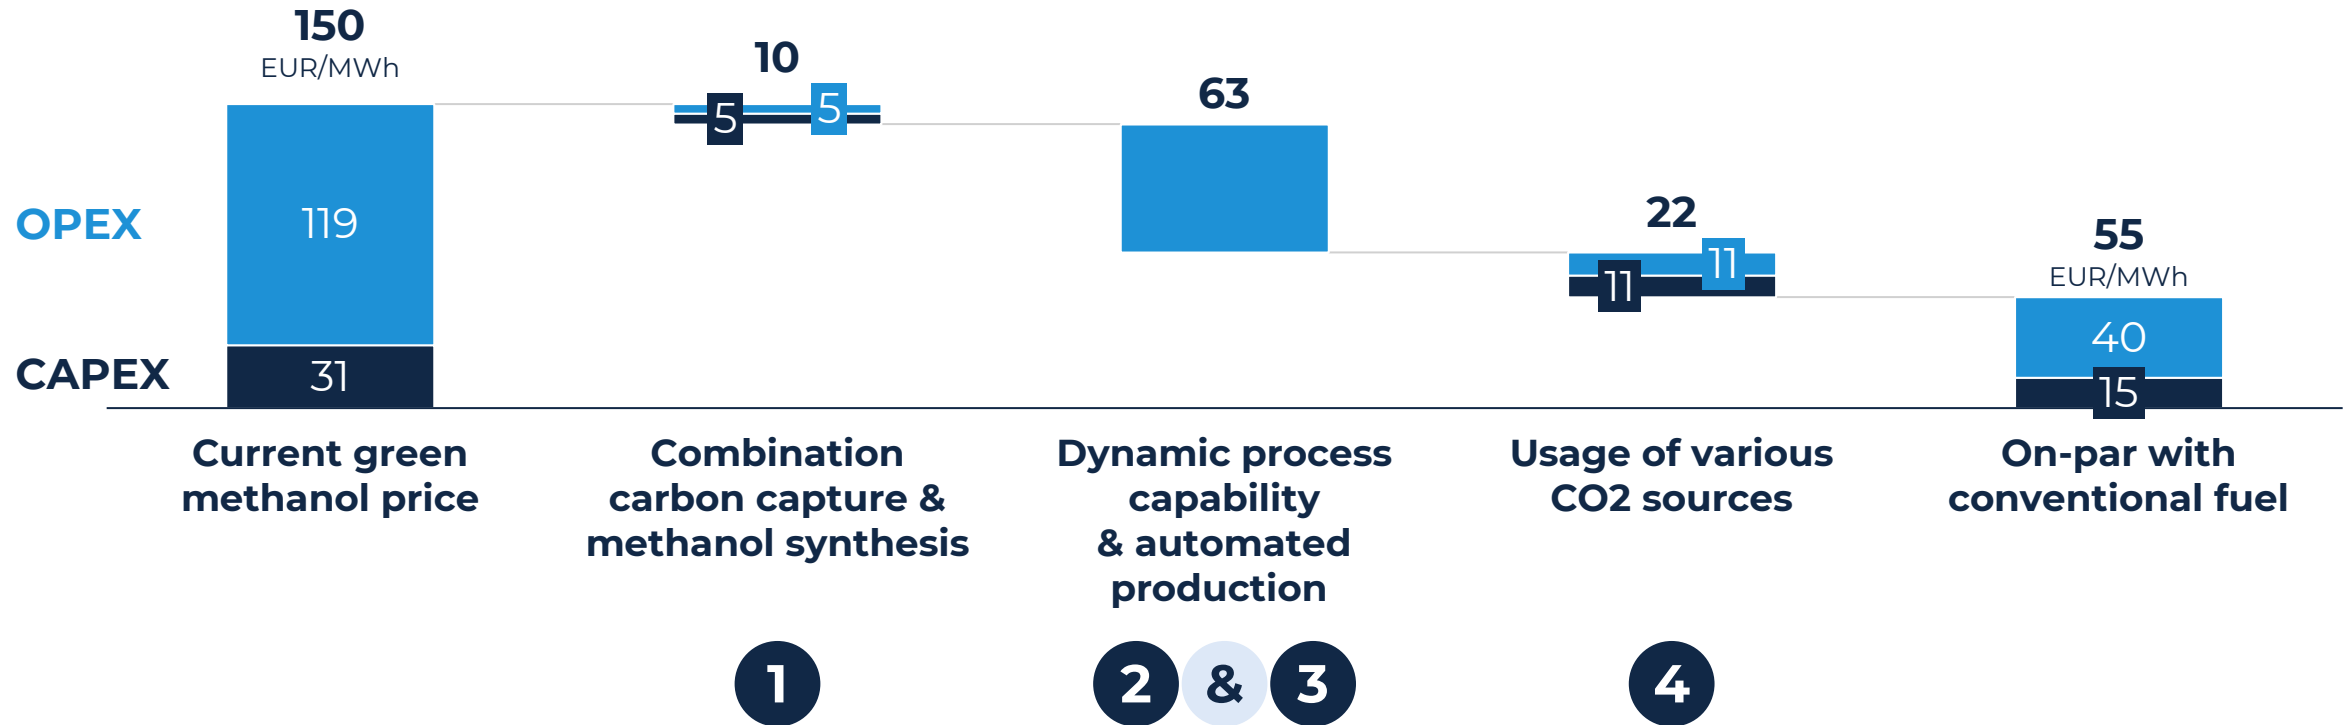 150
EUR/MWh
10
63
22
55
EUR/MWh
OPEX
CAPEX
119
31
5
5
11
11
40
15
Current green
methanol price
Combination
carbon capture &
methanol synthesis
Dynamic process
capability
& automated
production
Usage of various
CO2 sources
On-par with
conventional fuel
1
2 & 3
4